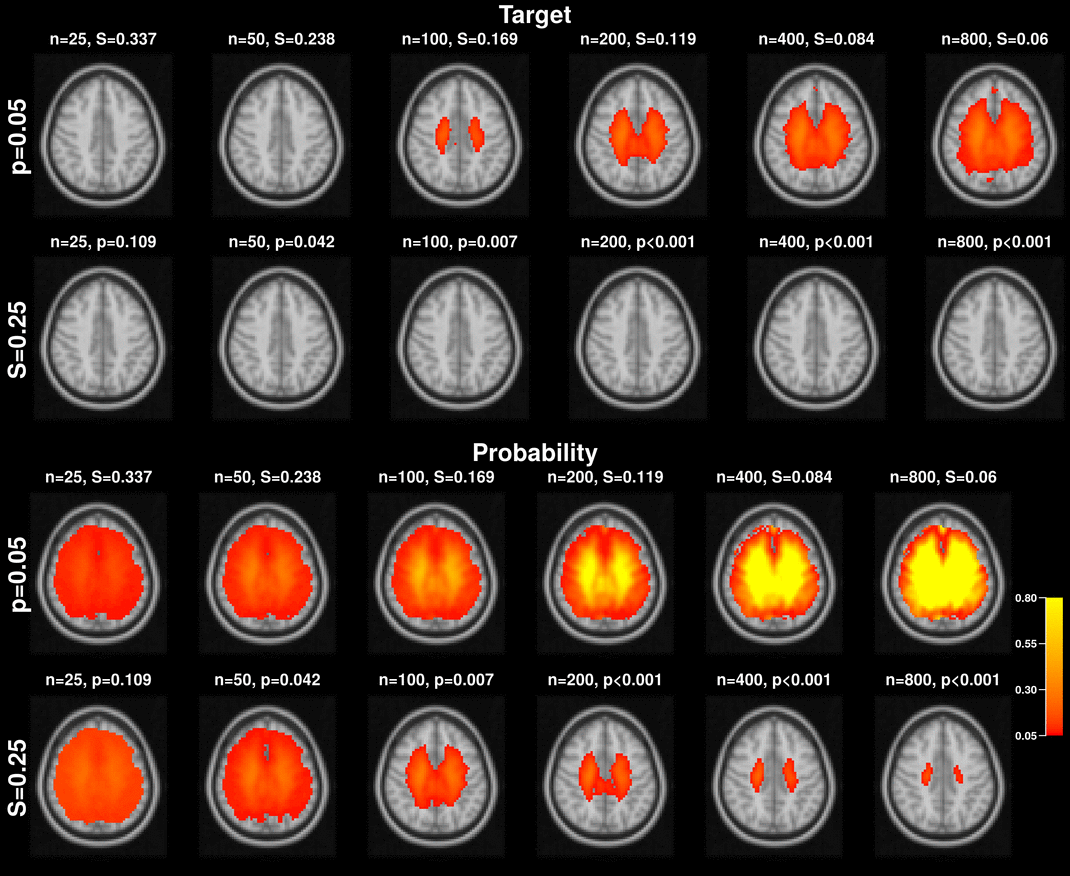 Target
n=25, S=0.337 n=50, S=0.238 n=100, S=0.169 n=200, S=0.119 n=400, S=0.084 n=800, S=0.06
p=0.05
n=25, p=0.109 n=50, p=0.042 n=100, p=0.007 n=200, p<0.001 n=400, p<0.001 n=800, p<0.001
S=0.25
Probability
n=25, S=0.337 n=50, S=0.238 n=100, S=0.169 n=200, S=0.119 n=400, S=0.084 n=800, S=0.06
p=0.05
0.80
0.55
0.30
0.05
n=25, p=0.109 n=50, p=0.042 n=100, p=0.007 n=200, p<0.001 n=400, p<0.001 n=800, p<0.001
S=0.25